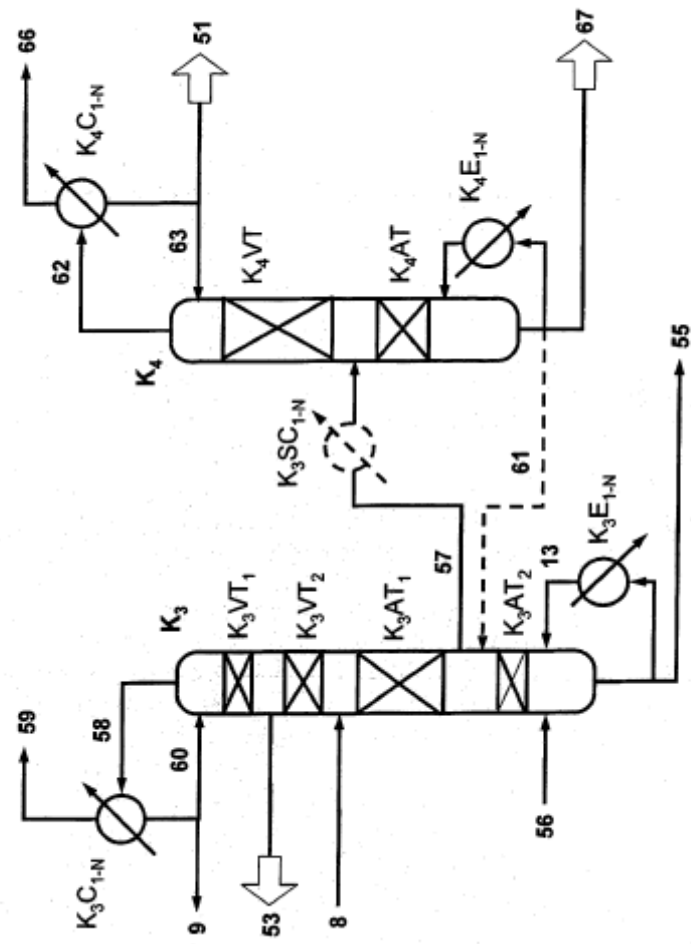 66
51
67
K₄C₁₋N
62
63
K₄VT
K₄AT
K₄E₁₋N
K₄
K₃SC₁₋N
61
55
57
K₃
K₃VT₁
K₃VT₂
K₃AT₁
K₃AT₂
13
K₃E₁₋N
59
58
60
K₃C₁₋N
9
53
8
56